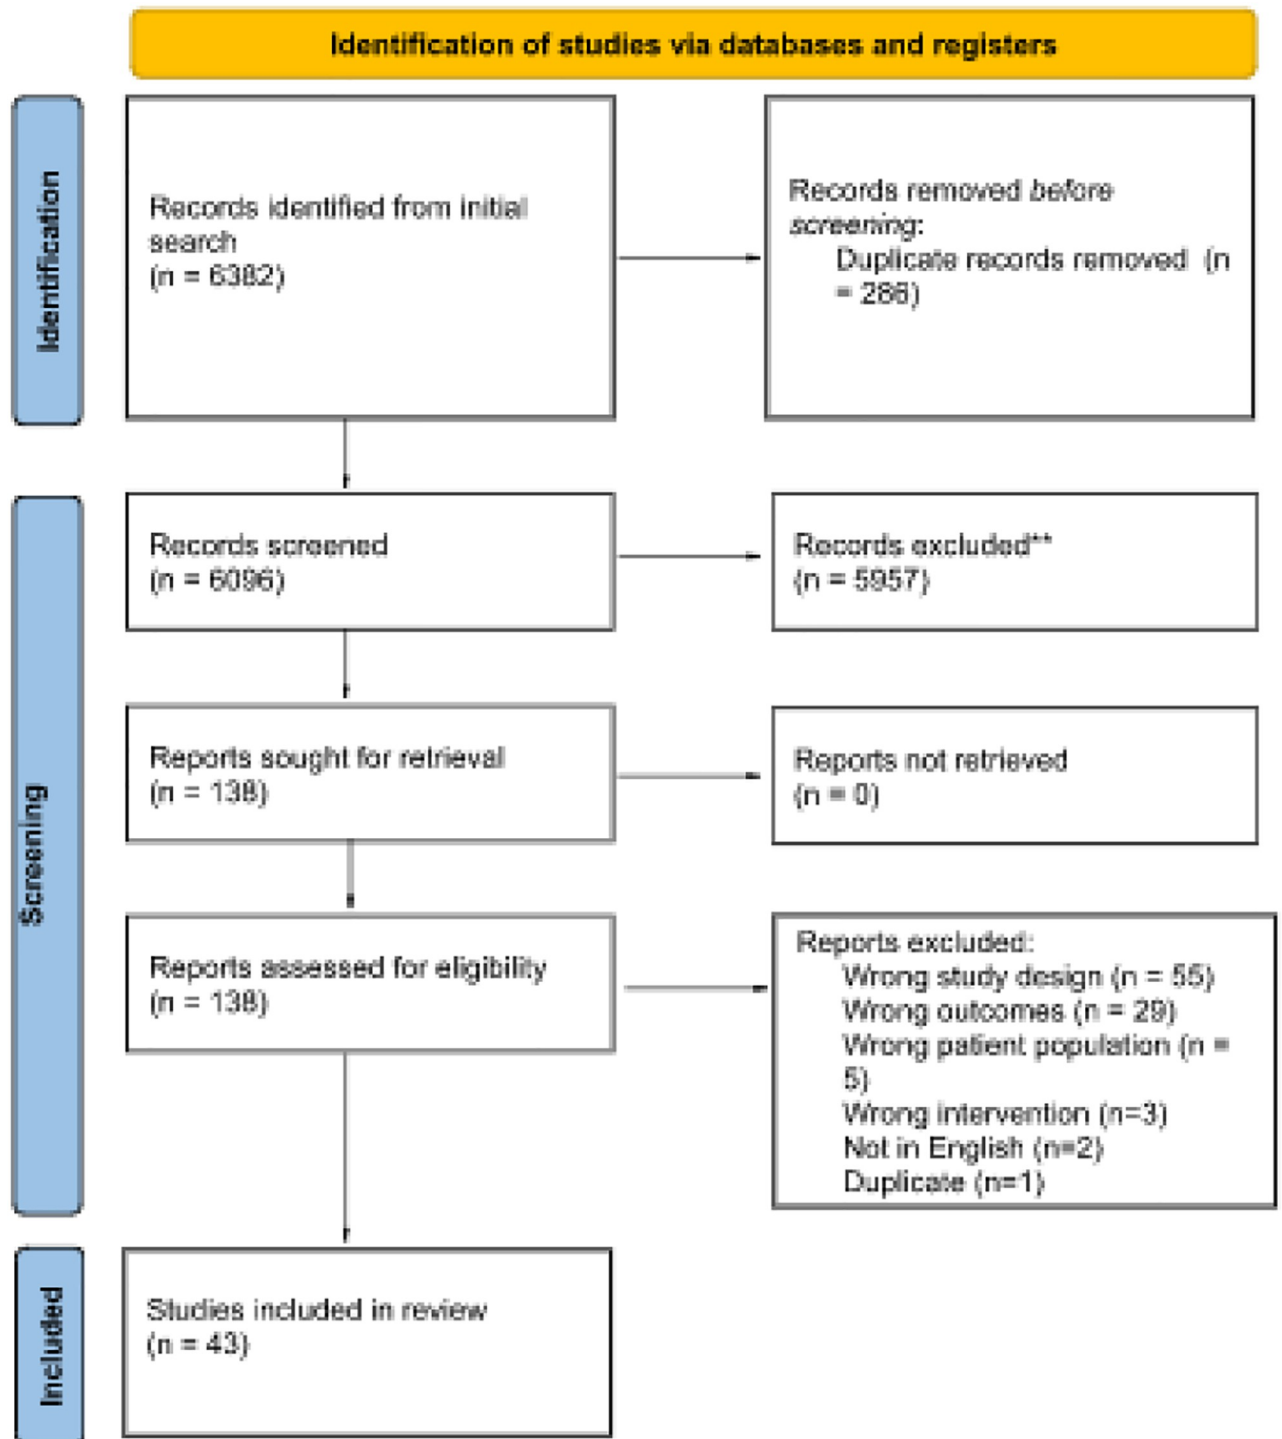 Identification of studies via databases and registers
Identification
Records identified from initial
search
(n = 6382)
Records removed before
screening:
Duplicate records removed (n
= 286)
Screening
Records screened
(n = 6096)
Records excluded**
(n = 5957)
Reports sought for retrieval
(n = 138)
Reports not retrieved
(n = 0)
Reports assessed for eligibility
(n = 138)
Reports excluded:
Wrong study design (n = 55)
Wrong outcomes (n = 29)
Wrong patient population (n =
5)
Wrong intervention (n=3)
Not in English (n=2)
Duplicate (n=1)
Included
Studies included in review
(n = 43)